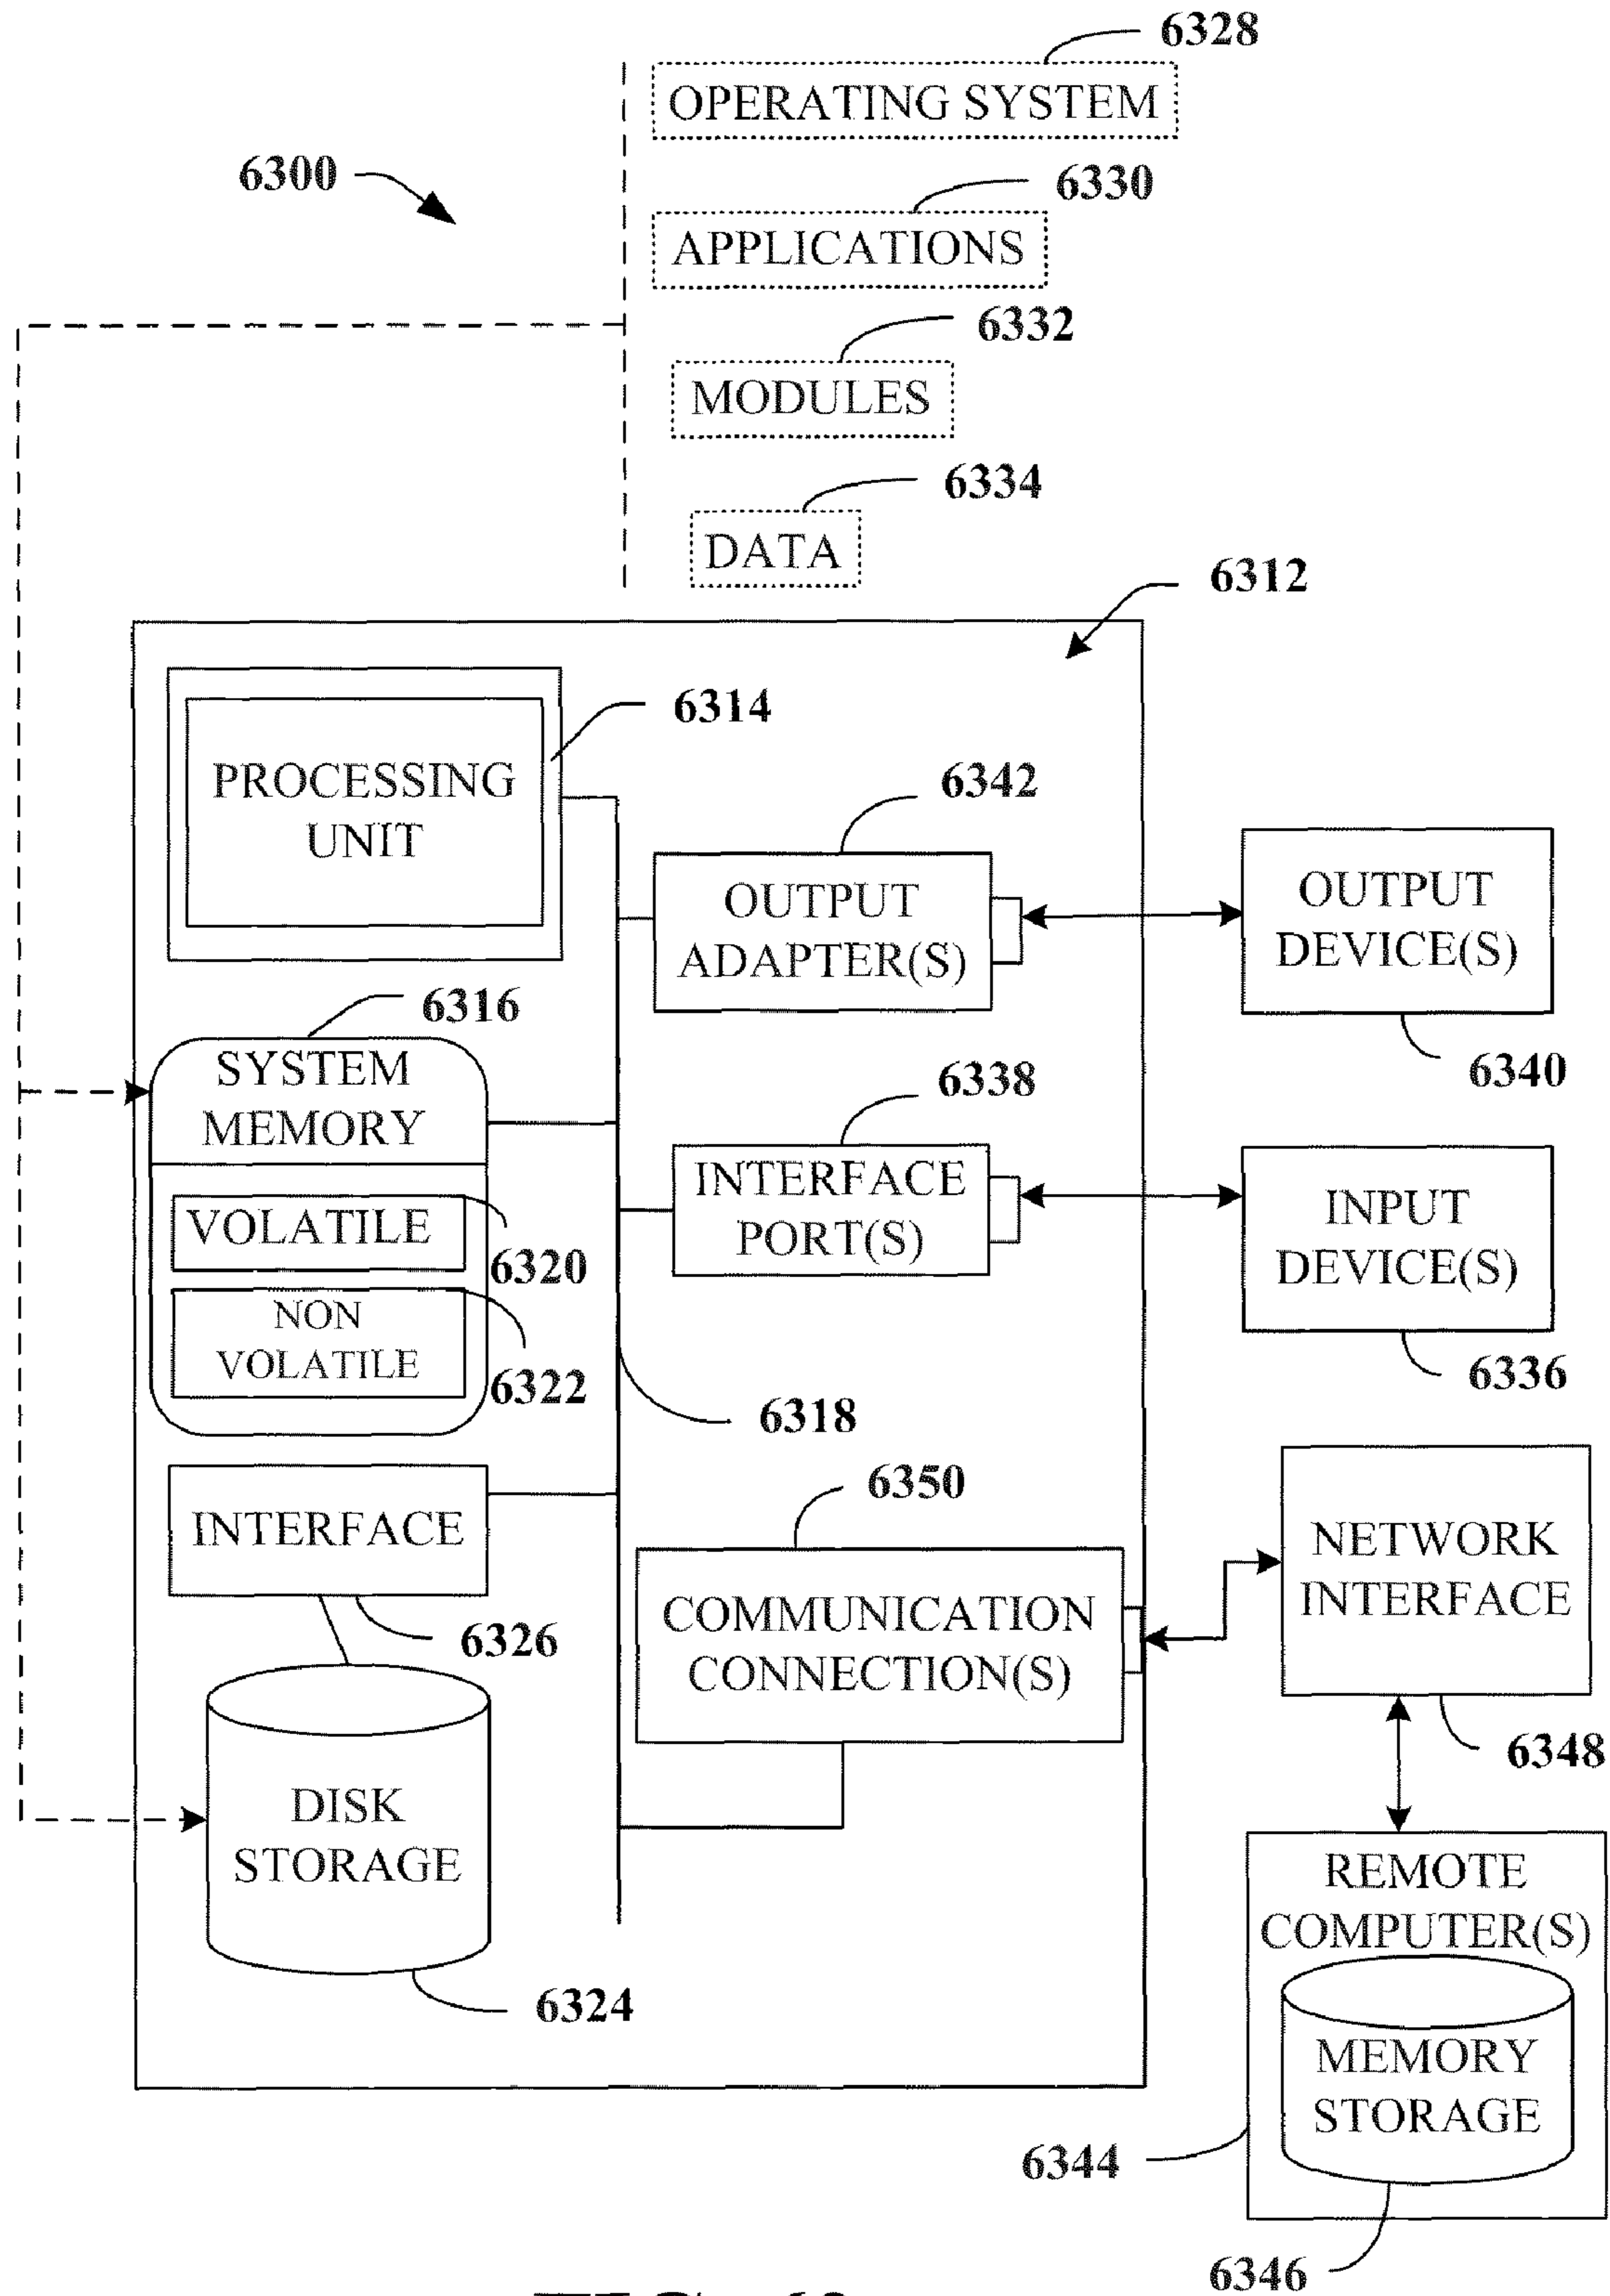 6328
OPERATING SYSTEM
6300
6330
APPLICATIONS
6332
MODULES
6334
DATA
6312
6314
PROCESSING
UNIT
6342
OUTPUT
ADAPTER(S)
OUTPUT
DEVICE(S)
6340
6316
SYSTEM
MEMORY
6338
INTERFACE
PORT(S)
INPUT
DEVICE(S)
6336
VOLATILE
6320
NON
VOLATILE
6322
6318
6350
INTERFACE
6326
COMMUNICATION
CONNECTION(S)
NETWORK
INTERFACE
6348
DISK
STORAGE
6324
REMOTE
COMPUTER(S)
MEMORY
STORAGE
6344
6346